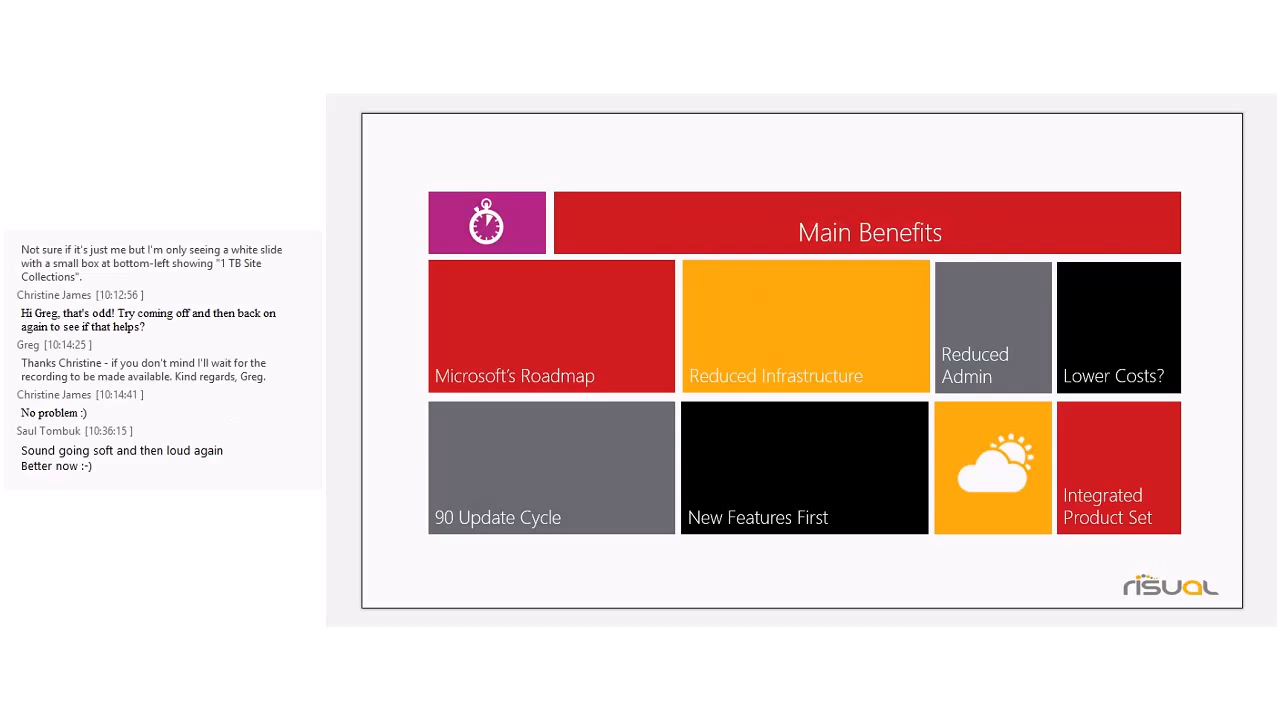 Not sure if it's just me but I'm only seeing a white slide
with a small box at bottom-left showing "1 TB Site
Collections".
Christine James [10:12:56 ]
Hi Greg, that's odd! Try coming off and then back on
again to see if that helps?
Greg [10:14:25 ]
Thanks Christine - if you don't mind I'll wait for the
recording to be made available. Kind regards, Greg.
Christine James [10:14:41 ]
No problem :)
Saul Tombuk [10:36:15 ]
Sound going soft and then loud again
Better now :-)
Main Benefits
Microsoft's Roadmap
Reduced Infrastructure
Reduced
Admin
Lower Costs?
90 Update Cycle
New Features First
Integrated
Product Set
risual